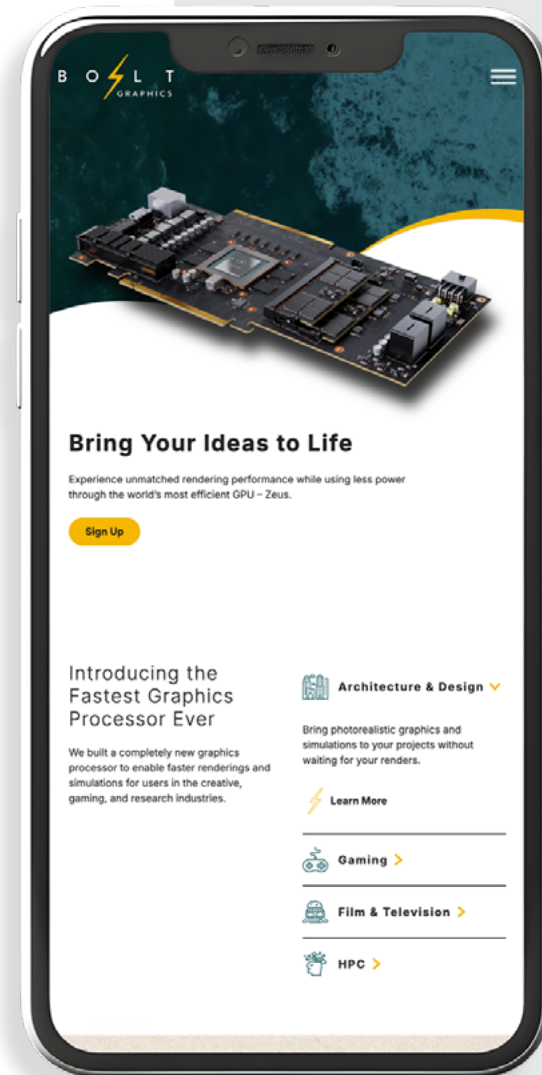 BOLT
GRAPHICS
Bring Your Ideas to Life
Experience unmatched rendering performance while using less power
through the world's most efficient GPU – Zeus.
Sign Up
Introducing the
Fastest Graphics
Processor Ever
We built a completely new graphics
processor to enable faster renderings and
simulations for users in the creative,
gaming, and research industries.
Architecture & Design
Bring photorealistic graphics and
simulations to your projects without
waiting for your renders.
Learn More
Gaming
Film & Television
HPC